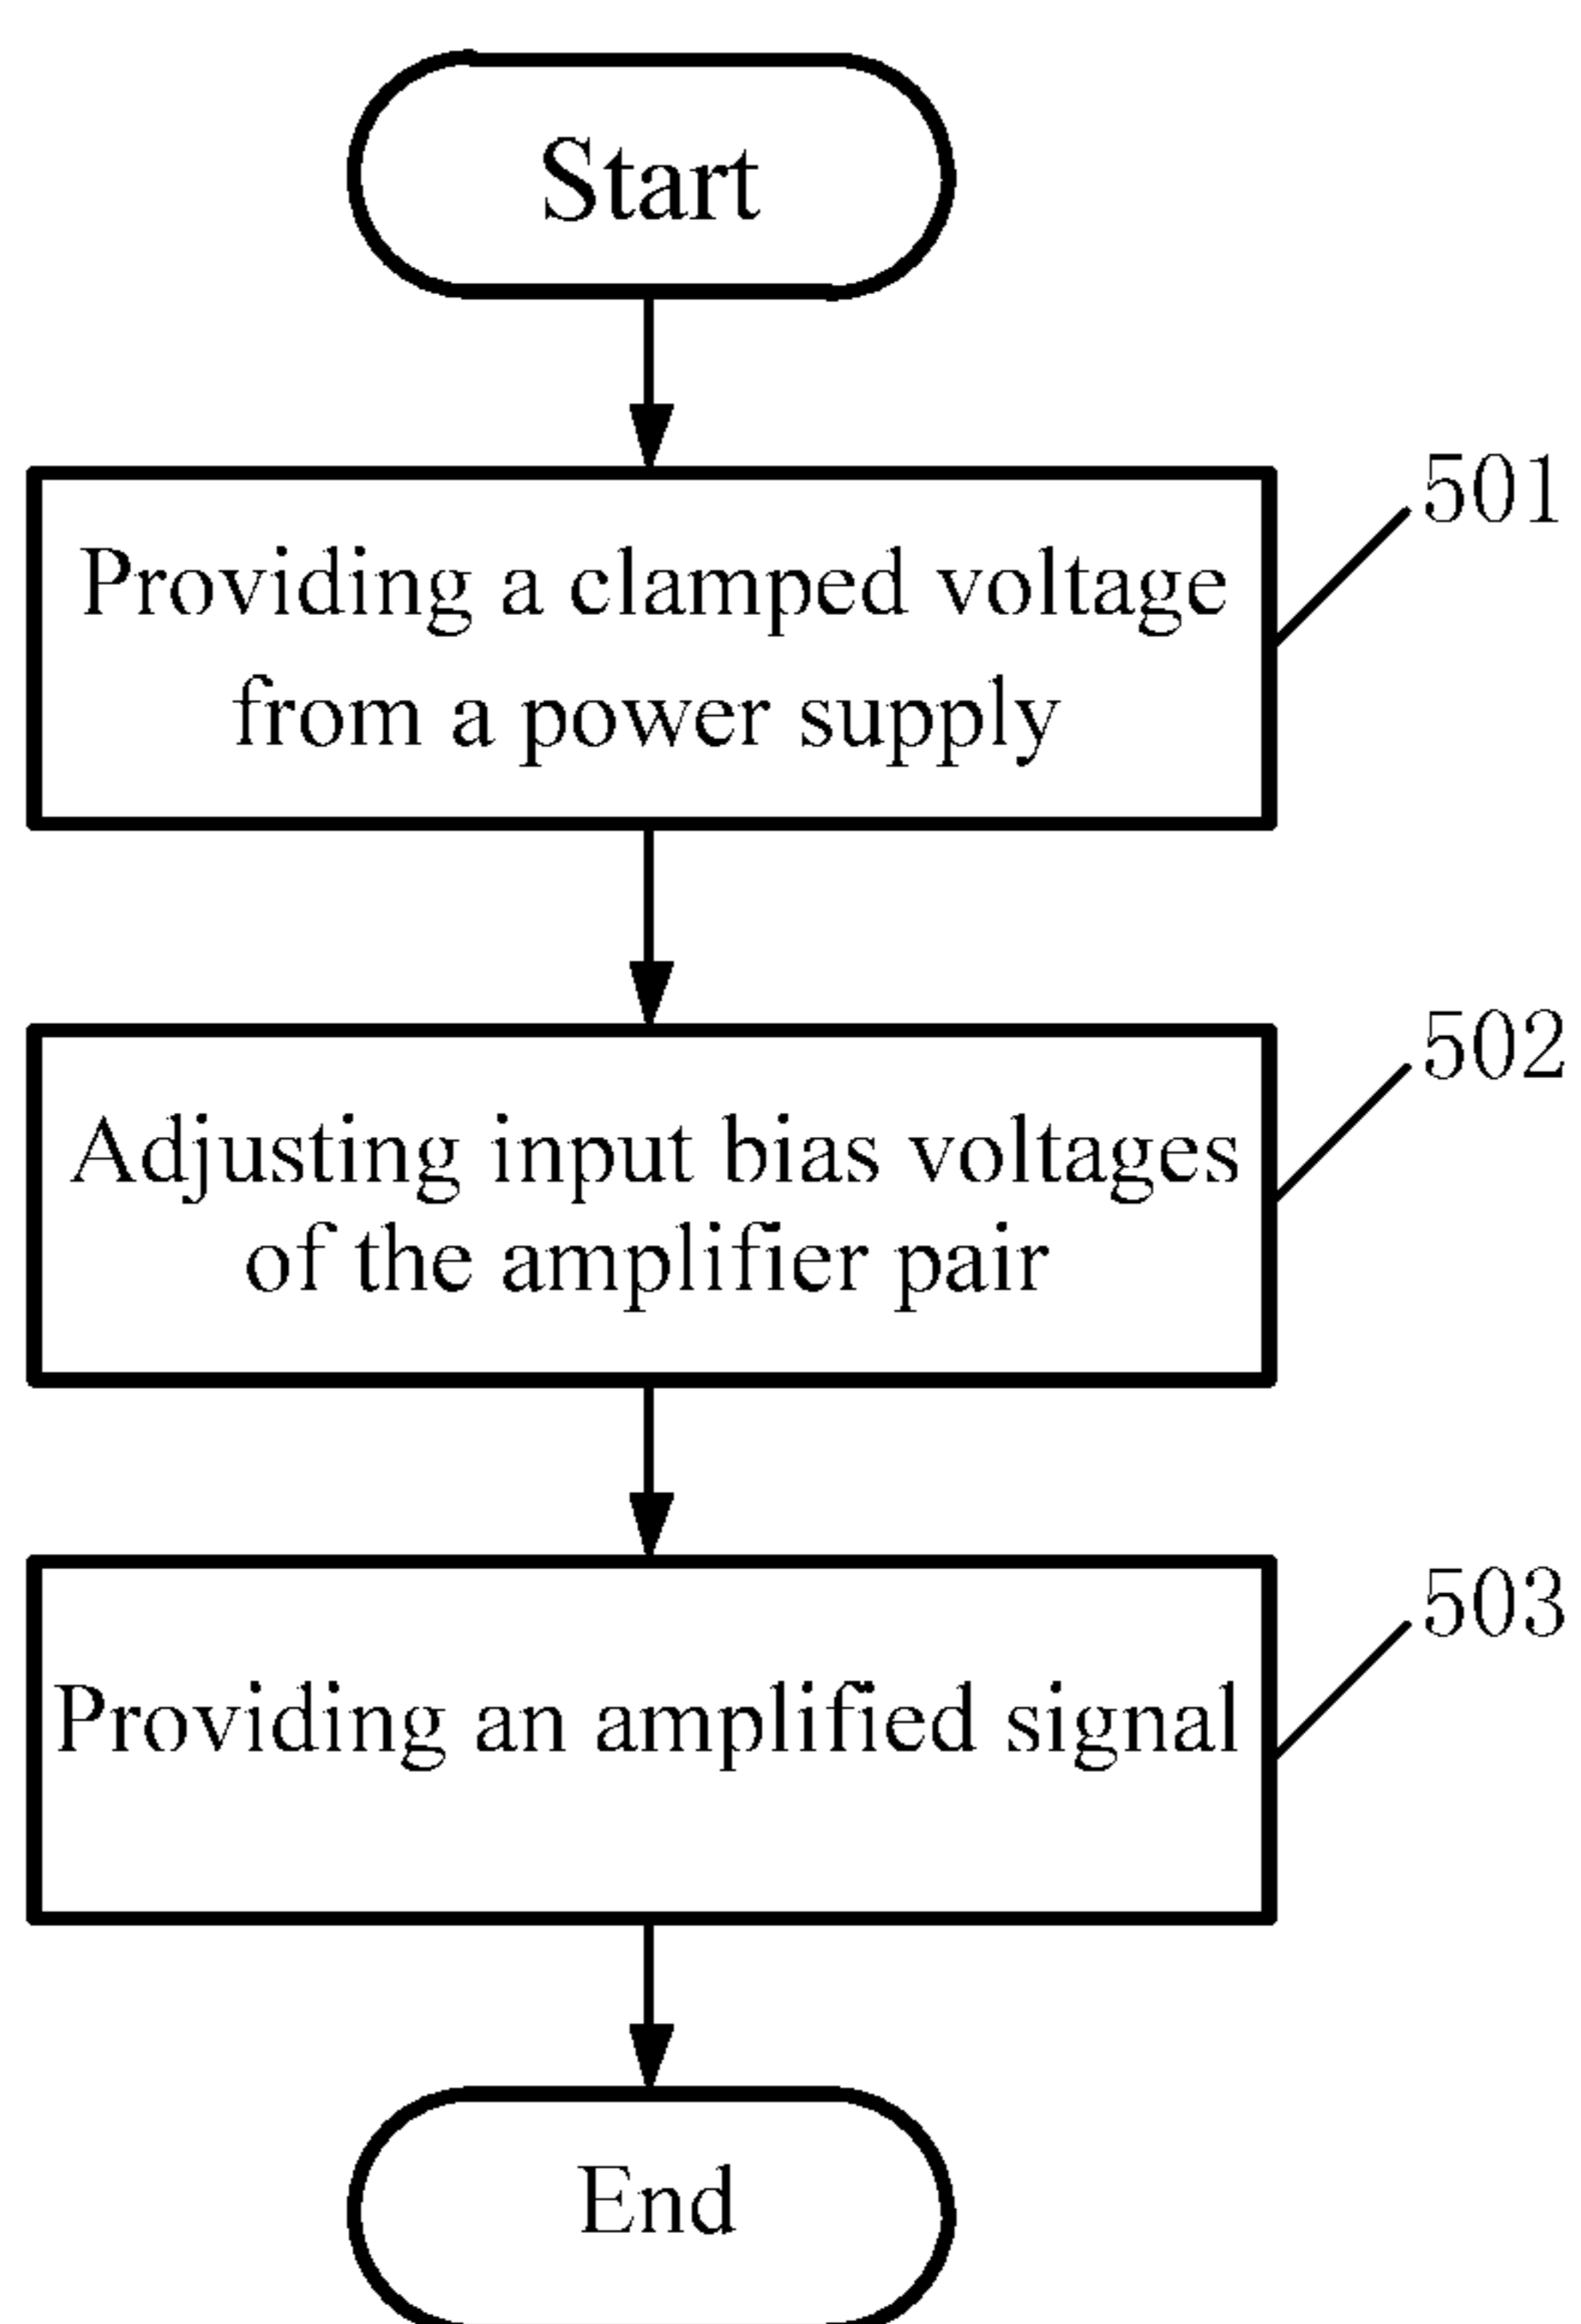 Start
501
Providing a clamped voltage
from a power supply
502
Adjusting input bias voltages
of the amplifier pair
503
Providing an amplified signal
End